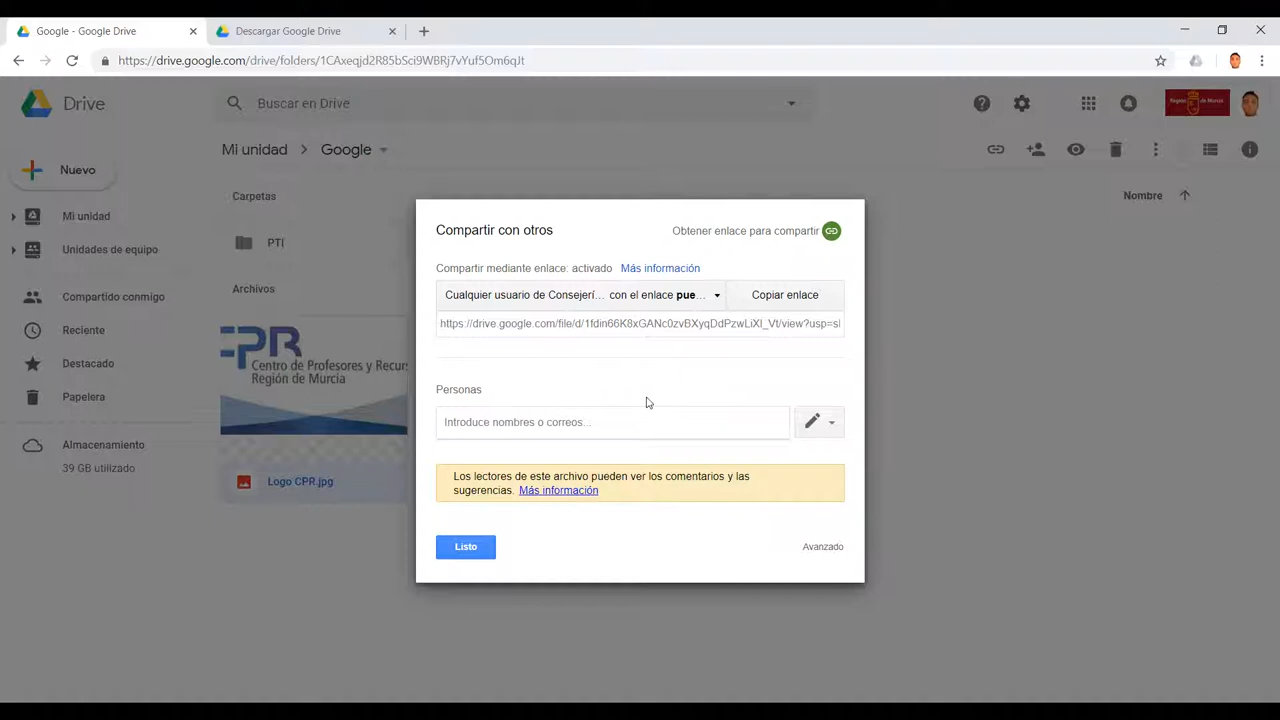 Google - Google Drive
Descargar Google Drive
https://drive.google.com/drive/folders/1CAxeqjd2R85bSci9WBRj7vYuf5Om6qJt
Drive
Buscar en Drive
Región de Murcia
Mi unidad
Google
Nuevo
Carpetas
Nombre
Mi unidad
PTI
Unidades de equipo
Archivos
Compartido conmigo
Reciente
Destacado
Papelera
Almacenamiento
39 GB utilizado
CPR
Centro de Profesores y Recur
Región de Murcia
Logo CPR.jpg
Compartir con otros
Obtener enlace para compartir
Compartir mediante enlace: activado Más información
Cualquier usuario de Consejerí… con el enlace pue…
Copiar enlace
https://drive.google.com/file/d/1fdin66K8xGANc0zvBXyqDdPzwLiXl_Vt/view?usp=sl
Personas
Introduce nombres o correos...
Los lectores de este archivo pueden ver los comentarios y las
sugerencias. Más información
Listo
Avanzado